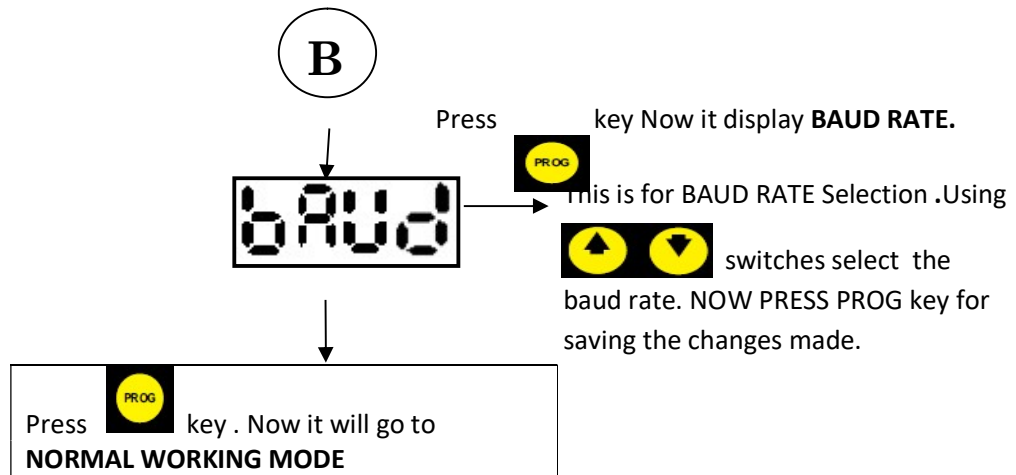 B
Press PROG key Now it display BAUD RATE.
bAUd
This is for BAUD RATE Selection .Using
switches select the
baud rate. NOW PRESS PROG key for
saving the changes made.
Press PROG key . Now it will go to
NORMAL WORKING MODE